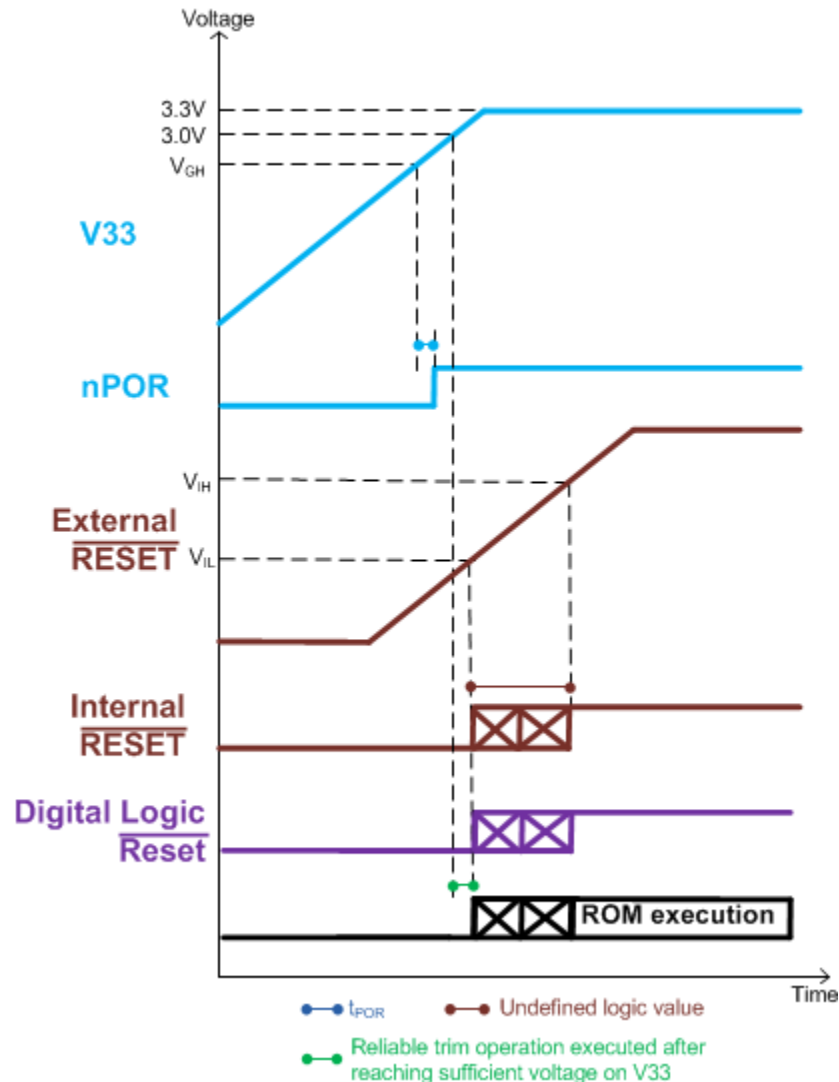 Voltage
3.3V
3.0V
VGH
V33
nPOR
VIH
External
RESET
VIL
Internal
RESET
Digital Logic
Reset
ROM execution
Time
tPOR
Undefined logic value
Reliable trim operation executed after
reaching sufficient voltage on V33